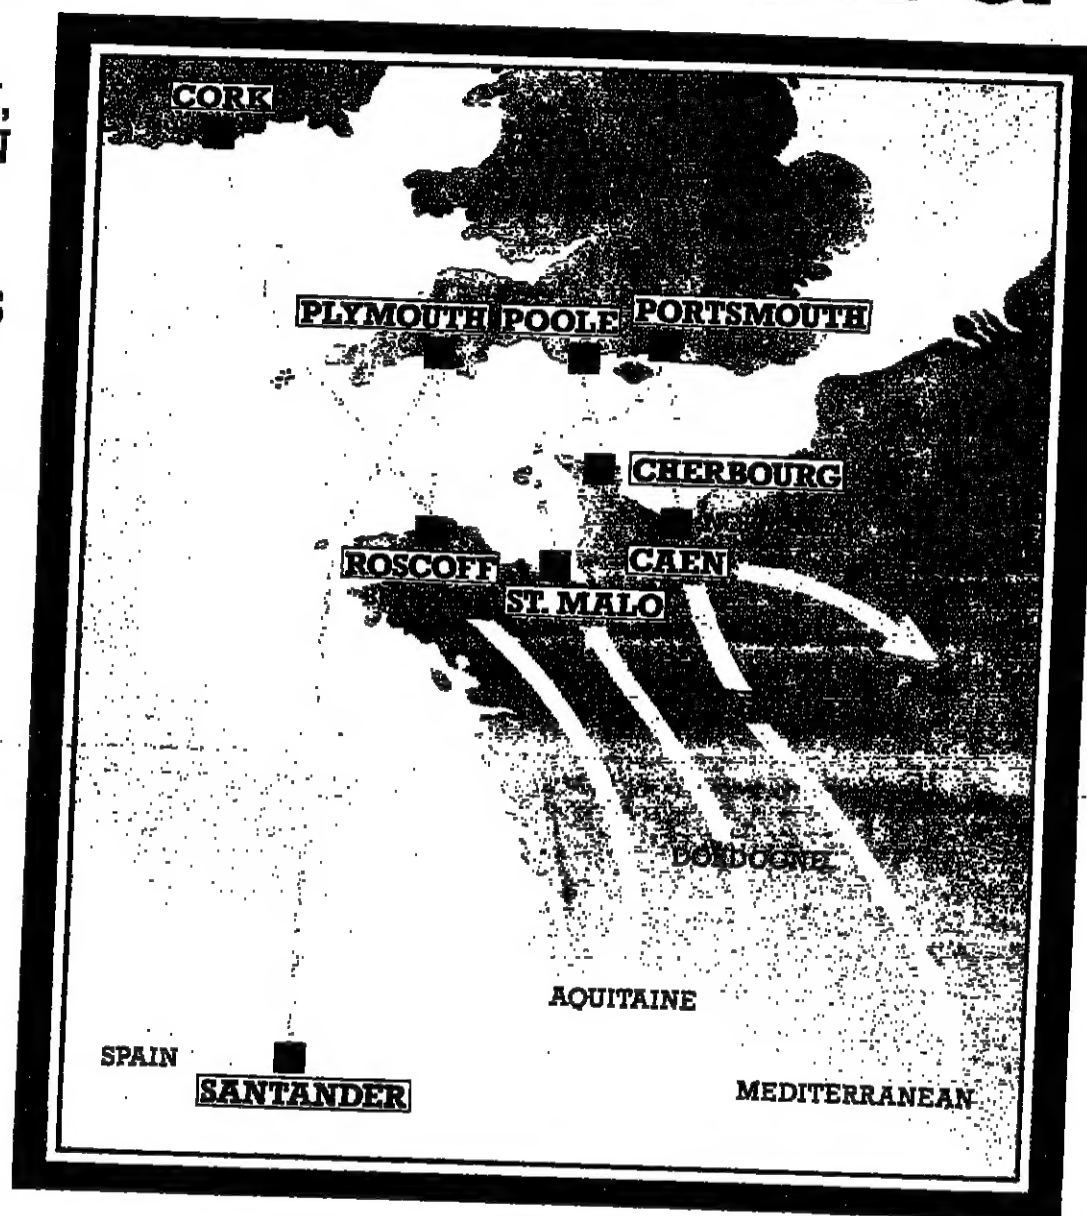 CORK
PLYMOUTH POOLE PORTSMOUTH
CHERBOURG
ROSCOFF CAEN
ST. MALO
DORDOGNE
AQUITAINE
SPAIN
SANTANDER
MEDITERRANEAN